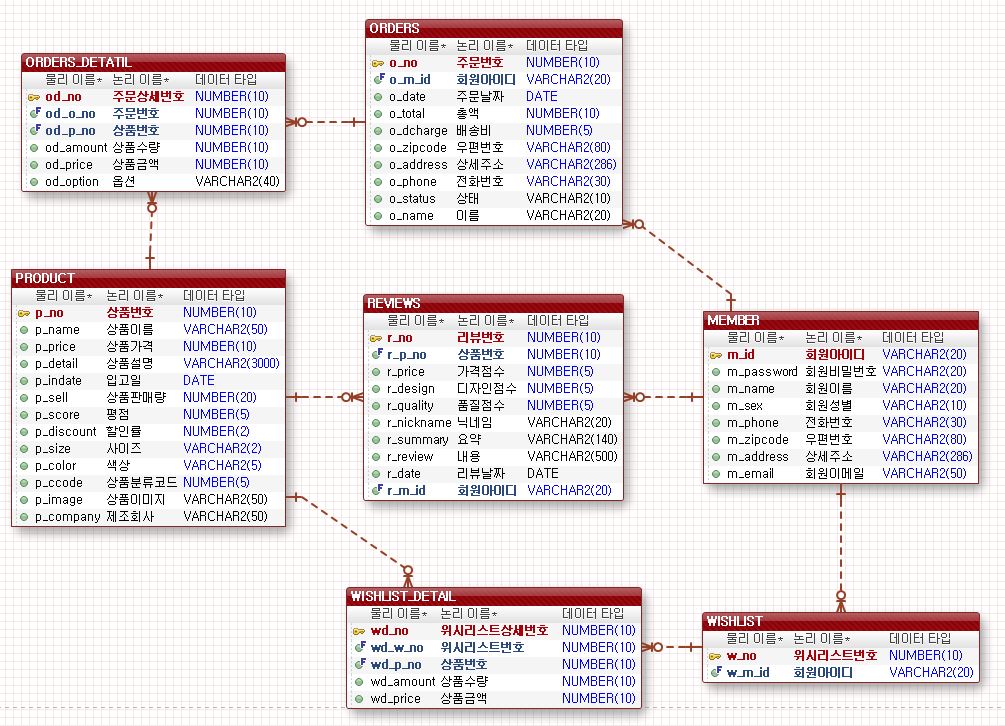 ORDERS
물리 이름* 논리 이름* 데이터 타입
o_no 주문번호 NUMBER(10)
o_m_id 회원아이디 VARCHAR2(20)
o_date 주문날짜 DATE
o_total 총액 NUMBER(10)
o_dcharge 배송비 NUMBER(5)
o_zipcode 우편번호 VARCHAR2(80)
o_address 상세주소 VARCHAR2(286)
o_phone 전화번호 VARCHAR2(30)
o_status 상태 VARCHAR2(10)
o_name 이름 VARCHAR2(20)
ORDERS_DETATIL
물리 이름* 논리 이름* 데이터 타입
od_no 주문상세번호 NUMBER(10)
od_o_no 주문번호 NUMBER(10)
od_p_no 상품번호 NUMBER(10)
od_amount 상품수량 NUMBER(10)
od_price 상품금액 NUMBER(10)
od_option 옵션 VARCHAR2(40)
PRODUCT
물리 이름* 논리 이름* 데이터 타입
p_no 상품번호 NUMBER(10)
p_name 상품이름 VARCHAR2(50)
p_price 상품가격 NUMBER(10)
p_detail 상품설명 VARCHAR2(3000)
p_indate 입고일 DATE
p_sell 상품판매량 NUMBER(20)
p_score 평점 NUMBER(5)
p_discount 할인률 NUMBER(2)
p_size 사이즈 VARCHAR2(2)
p_color 색상 VARCHAR2(5)
p_ccode 상품분류코드 NUMBER(5)
p_image 상품이미지 VARCHAR2(50)
p_company 제조회사 VARCHAR2(50)
REVIEWS
물리 이름* 논리 이름* 데이터 타입
r_no 리뷰번호 NUMBER(10)
r_p_no 상품번호 NUMBER(10)
r_price 가격점수 NUMBER(5)
r_design 디자인점수 NUMBER(5)
r_quality 품질점수 NUMBER(5)
r_nickname 닉네임 VARCHAR2(20)
r_summary 요약 VARCHAR2(140)
r_review 내용 VARCHAR2(500)
r_date 리뷰날짜 DATE
r_m_id 회원아이디 VARCHAR2(20)
MEMBER
물리 이름* 논리 이름* 데이터 타입
m_id 회원아이디 VARCHAR2(20)
m_password 회원비밀번호 VARCHAR2(20)
m_name 회원이름 VARCHAR2(20)
m_sex 회원성별 VARCHAR2(10)
m_phone 전화번호 VARCHAR2(30)
m_zipcode 우편번호 VARCHAR2(80)
m_address 상세주소 VARCHAR2(286)
m_email 회원이메일 VARCHAR2(50)
WISHLIST_DETAIL
물리 이름* 논리 이름* 데이터 타입
wd_no 위시리스트상세번호 NUMBER(10)
wd_w_no 위시리스트번호 NUMBER(10)
wd_p_no 상품번호 NUMBER(10)
wd_amount 상품수량 NUMBER(10)
wd_price 상품금액 NUMBER(10)
WISHLIST
물리 이름* 논리 이름* 데이터 타입
w_no 위시리스트번호 NUMBER(10)
w_m_id 회원아이디 VARCHAR2(20)